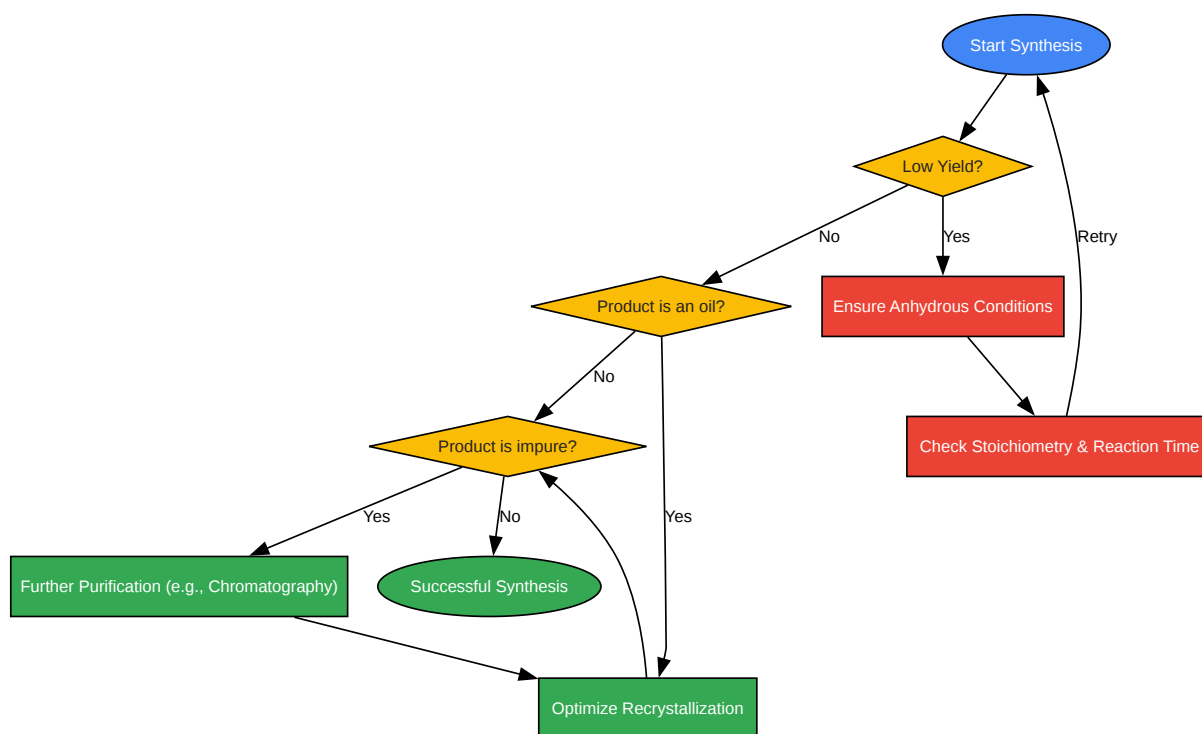 Start Synthesis
Low Yield?
No
Yes
Retry
Product is an oil?
Ensure Anhydrous Conditions
No
Product is impure?
Check Stoichiometry & Reaction Time
Yes
No
Yes
Further Purification (e.g., Chromatography)
Successful Synthesis
Optimize Recrystallization